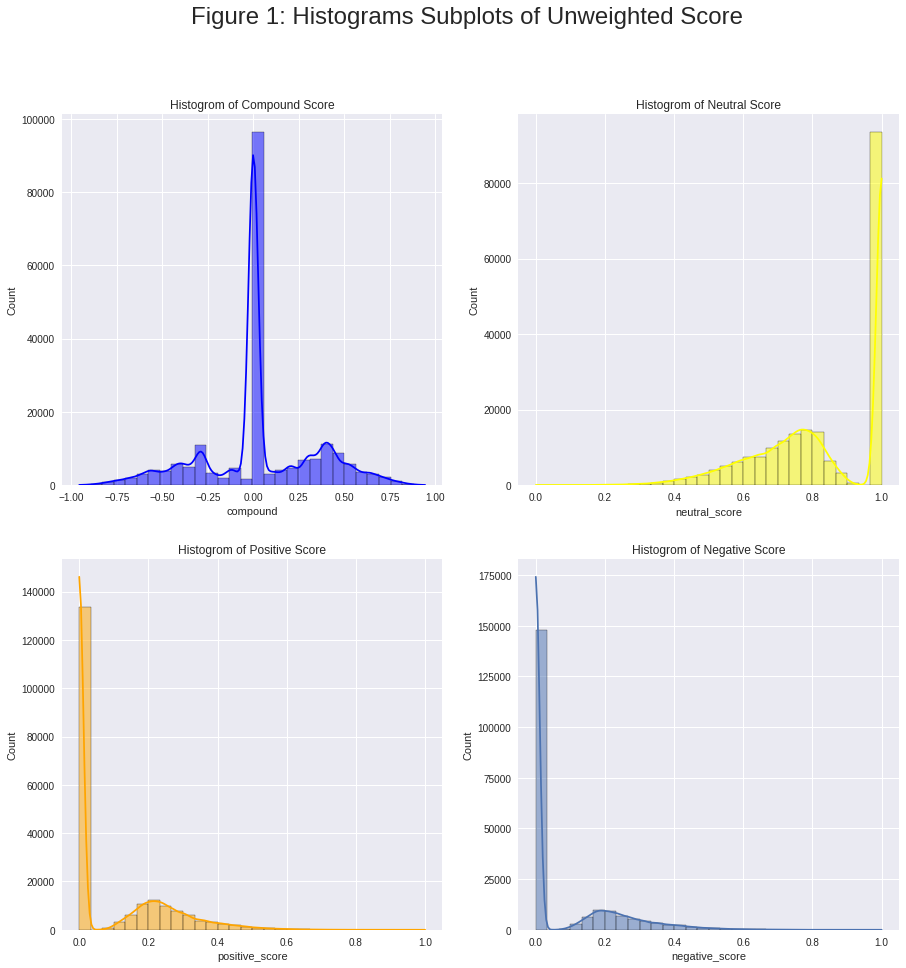 Figure 1: Histograms Subplots of Unweighted Score
Histogrom of Compound Score
100000
80000
60000
40000
20000
0
Count
−1.00 −0.75 −0.50 −0.25 0.00 0.25 0.50 0.75 1.00
compound
Histogrom of Neutral Score
80000
60000
40000
20000
0
Count
0.0 0.2 0.4 0.6 0.8 1.0
neutral_score
Histogrom of Positive Score
140000
120000
100000
80000
60000
40000
20000
0
Count
0.0 0.2 0.4 0.6 0.8 1.0
positive_score
Histogrom of Negative Score
175000
150000
125000
100000
75000
50000
25000
0
Count
0.0 0.2 0.4 0.6 0.8 1.0
negative_score